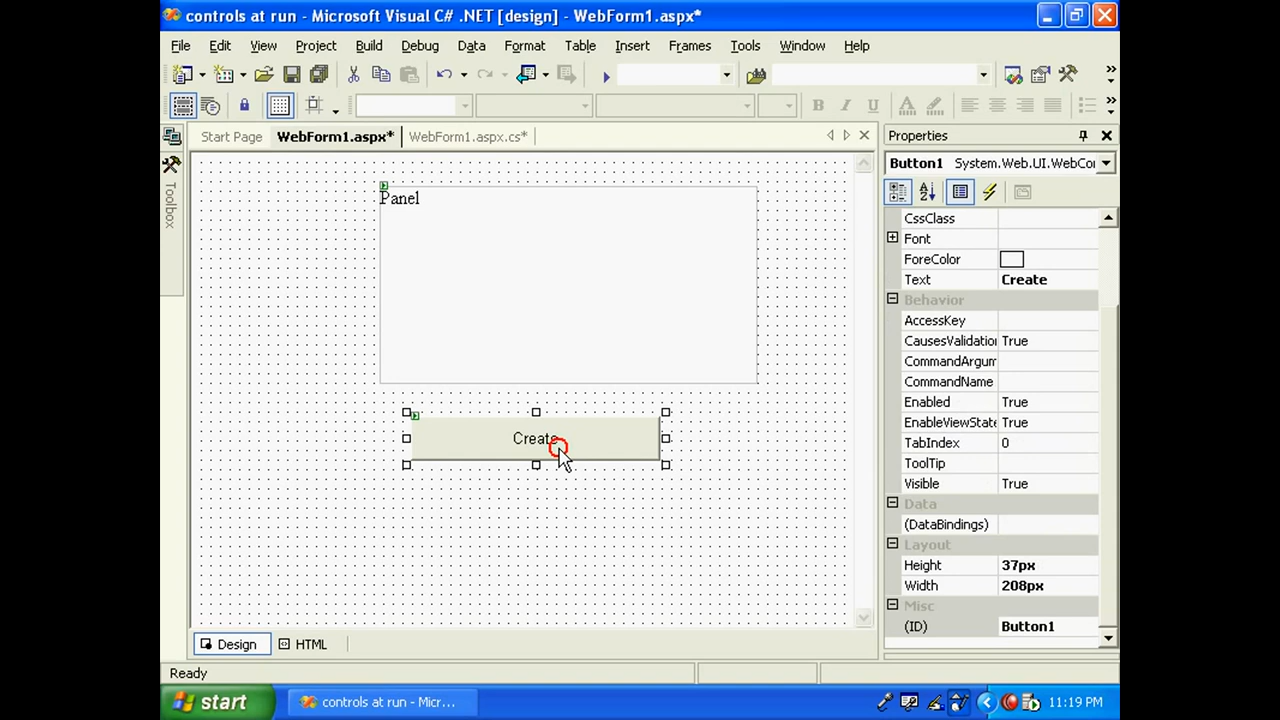 controls at run - Microsoft Visual C# .NET [design] - WebForm1.aspx*
File Edit View Project Build Debug Data Format Table Insert Frames Tools Window Help
B I U A
Start Page WebForm1.aspx* WebForm1.aspx.cs*
Toolbox
Panel
Create
Properties
Button1 System.Web.UI.WebCo
CssClass
Font
ForeColor
Text Create
Behavior
AccessKey
CausesValidatio True
CommandArgum
CommandName
Enabled True
EnableViewState True
TabIndex 0
ToolTip
Visible True
Data
(DataBindings)
Layout
Height 37px
Width 208px
Misc
(ID) Button1
Design HTML
Ready
start controls at run - Micr... 11:19 PM